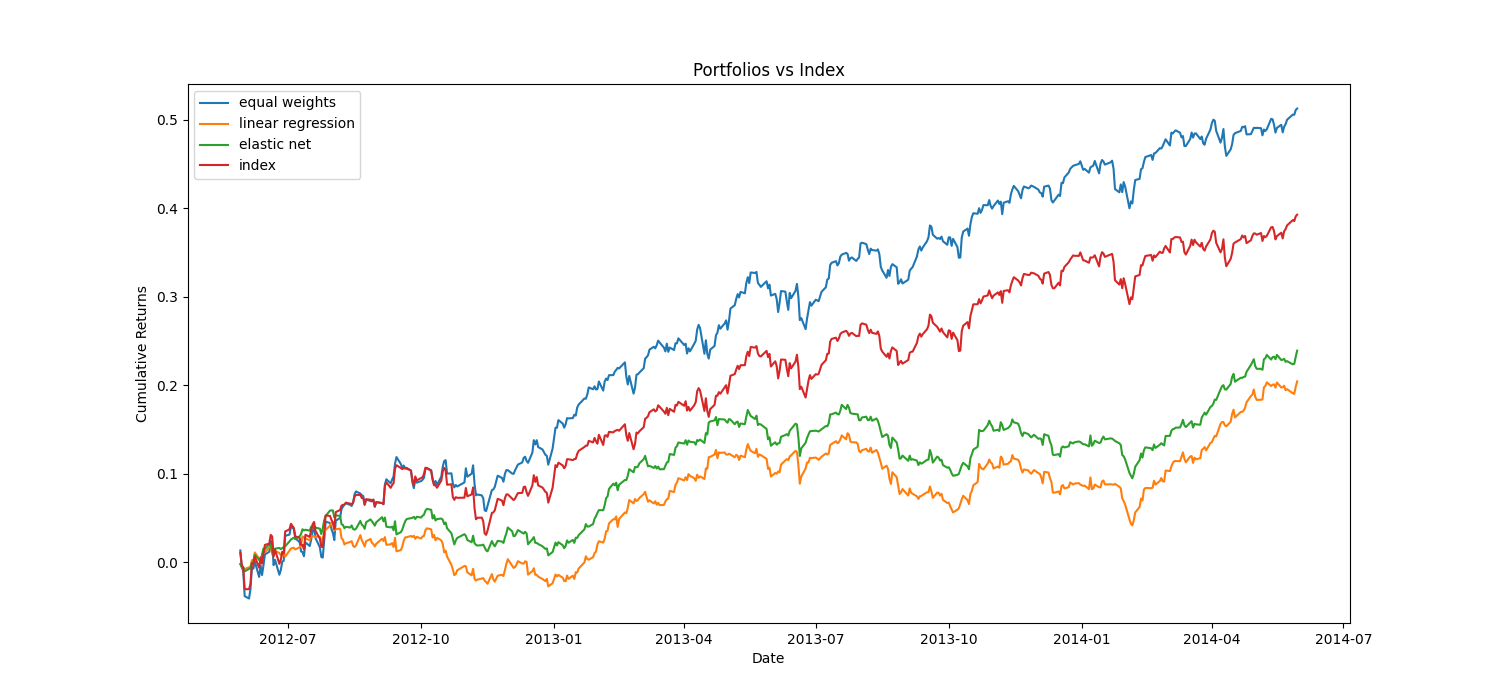 Portfolios vs Index
equal weights
linear regression
elastic net
index
Cumulative Returns
0.5
0.4
0.3
0.2
0.1
0.0
2012-07 2012-10 2013-01 2013-04 2013-07 2013-10 2014-01 2014-04 2014-07
Date